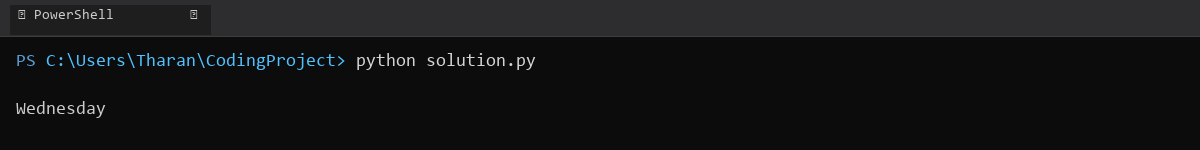 PowerShell
PS C:\Users\Tharan\CodingProject> python solution.py
Wednesday